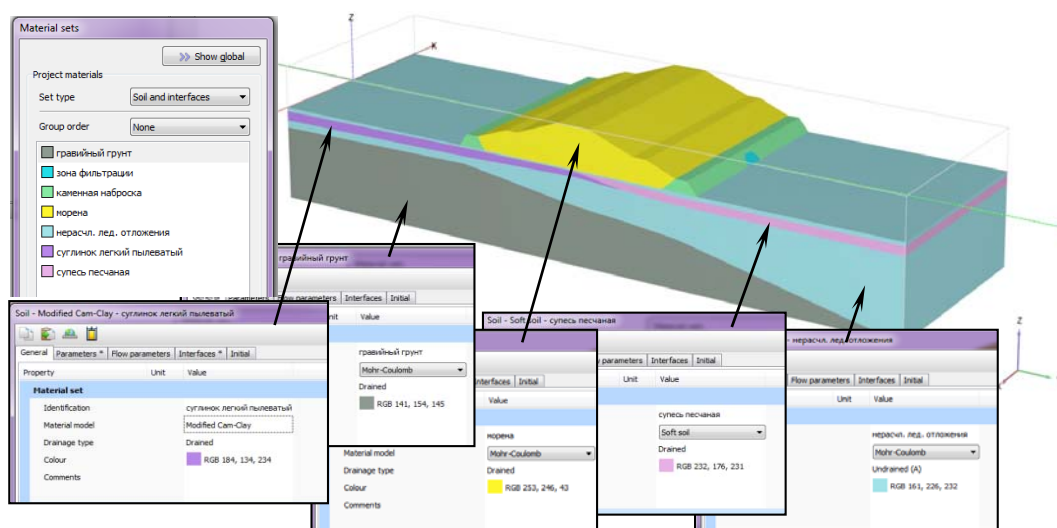 Material sets
Show global
Project materials
Set type Soil and interfaces
Group order None
гравийный грунт
зона фильтрации
каменная наброска
морена
нерасчл. лед. отложения
суглинок легкий пылеватый
супесь песчаная
z
x
гравийный грунт
Flow parameters Interfaces Initial
Value
гравийный грунт
Mohr-Coulomb
Drained
RGB 141, 154, 145
Soil - Modified Cam-Clay - суглинок легкий пылеватый
General Parameters * Flow parameters Interfaces * Initial
Property Unit Value
Material set
Identification суглинок легкий пылеватый
Material model Modified Cam-Clay
Drainage type Drained
Colour RGB 184, 134, 234
Comments
Interfaces Initial
Value
морена
Material model Mohr-Coulomb
Drainage type Drained
Colour RGB 253, 246, 43
Comments
Soil - Soft soil - супесь песчаная
parameters Interfaces Initial
Unit Value
супесь песчаная
Soft soil
Drained
RGB 232, 176, 231
- нерасчл. лед. отложения
Flow parameters Interfaces Initial
Unit Value
нерасчл. лед. отложения
Mohr-Coulomb
Undrained (A)
RGB 161, 226, 232
z